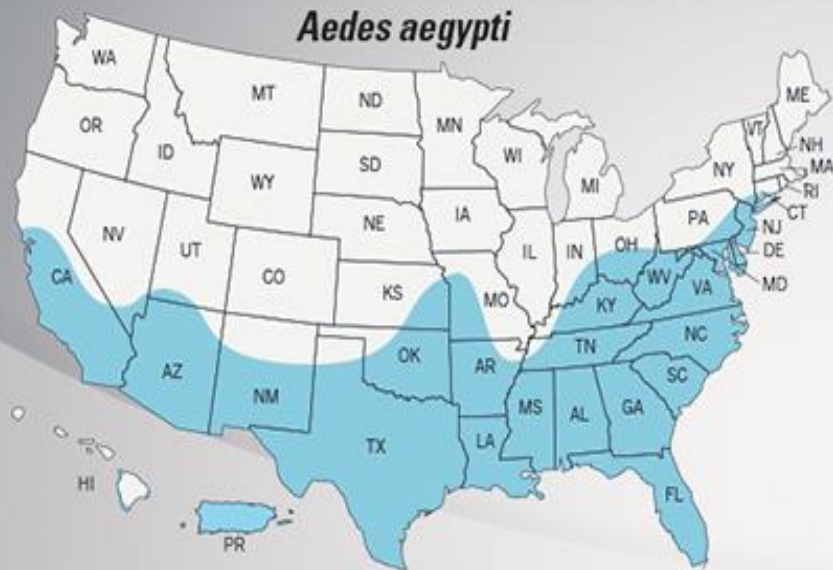 Aedes aegypti
WA
MT
ND
MN
ME
OR
ID
SD
WI
VT
NH
NY
MA
WY
MI
RI
IA
PA
CT
NV
NE
NJ
UT
IL
IN
OH
DE
CA
CO
WV
MD
KS
MO
VA
KY
NC
AZ
OK
TN
NM
AR
SC
MS
AL
GA
TX
LA
HI
FL
PR